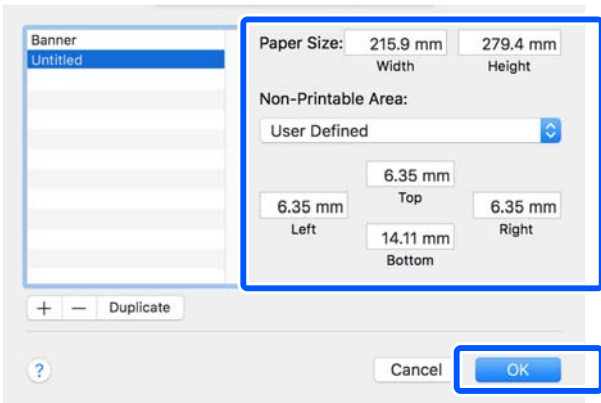 Banner
Untitled
Paper Size: 215.9 mm 279.4 mm
Width Height
Non-Printable Area:
User Defined
6.35 mm
Top
6.35 mm 6.35 mm
Left Right
14.11 mm
Bottom
+ − Duplicate
? Cancel OK